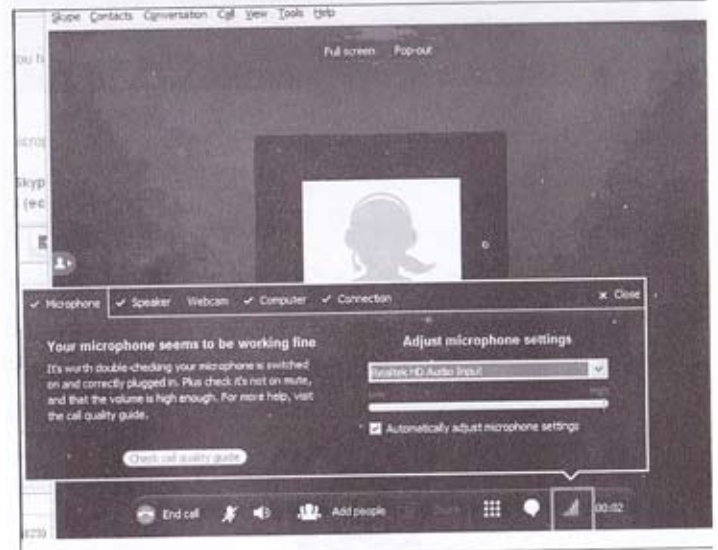 Skype Contacts Conversation Call View Tools Help
Full screen Pop-out
Skyp
Microphone Speaker Webcam Computer Connection Close
Your microphone seems to be working fine
It's worth double-checking your microphone is switched
on and correctly plugged in. Plus check it's not on mute,
and that the volume is high enough. For more help, visit
the call quality guide.
Check call quality guide
Adjust microphone settings
Realtek HD Audio Input
Automatically adjust microphone settings
End call Add people 00:02